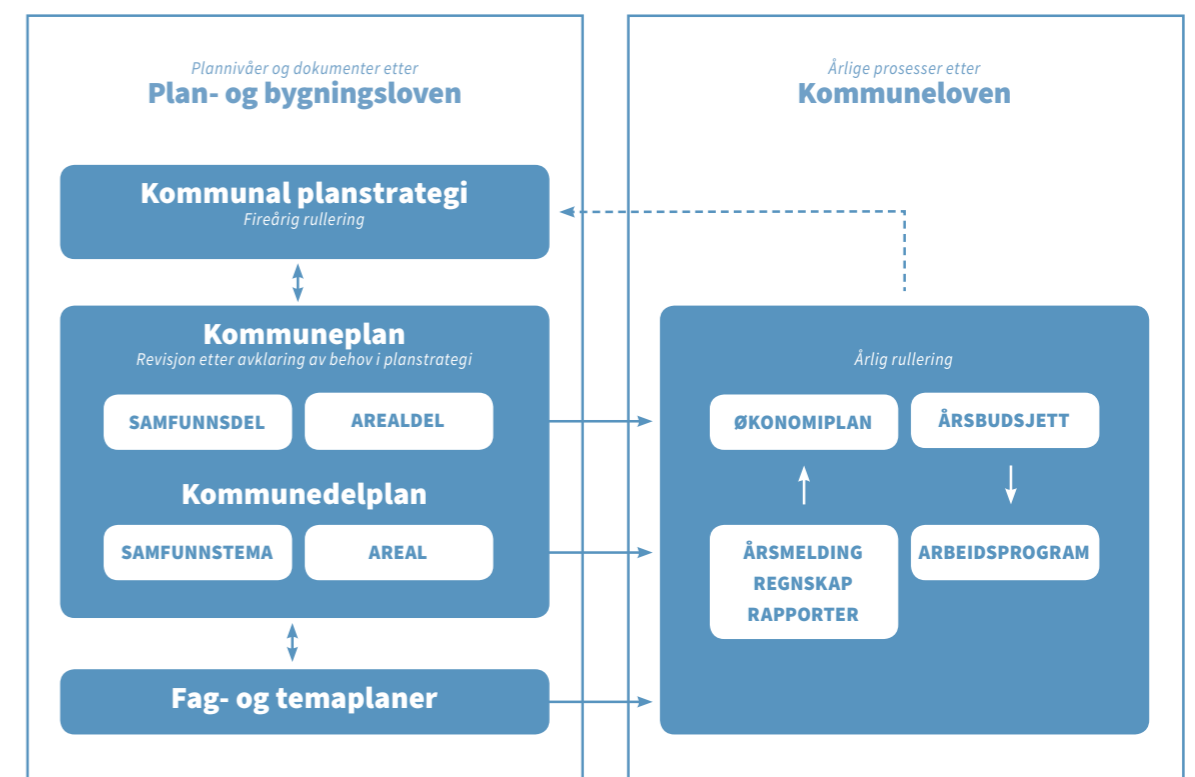 Plannivåer og dokumenter etter
Plan- og bygningsloven
Kommunal planstrategi
Fireårig rullering
Kommuneplan
Revisjon etter avklaring av behov i planstrategi
SAMFUNNSDEL
AREALDEL
Kommunedelplan
SAMFUNNSTEMA
AREAL
Fag- og temaplaner
Årlige prosesser etter
Kommuneloven
Årlig rullering
ØKONOMIPLAN
ÅRSBUDSJETT
ÅRSMELDING
REGNSKAP
RAPPORTER
ARBEIDSPROGRAM